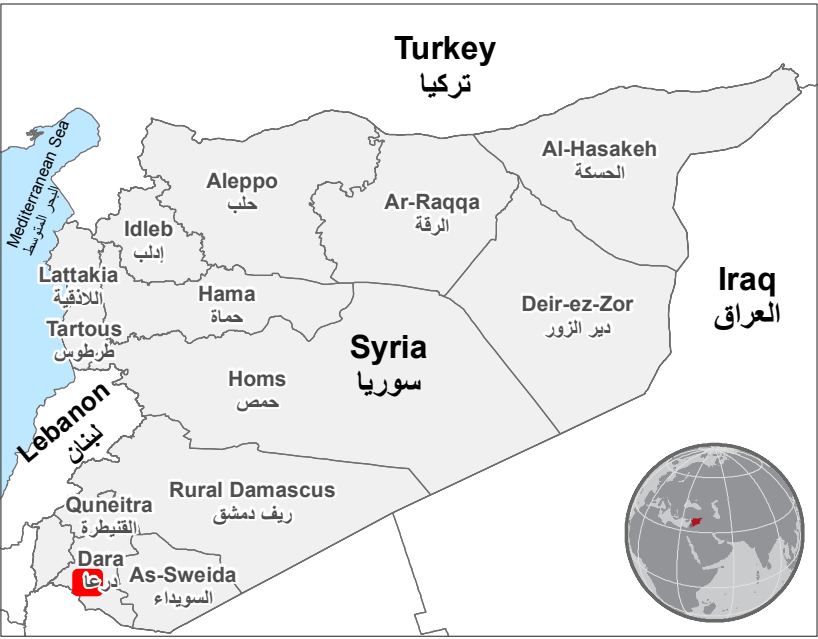 Turkey
تركيا
Mediterranean Sea
البحر المتوسط
Al-Hasakeh
الحسكة
Aleppo
حلب
Ar-Raqqa
الرقة
Idleb
إدلب
Lattakia
اللاذقية
Hama
حماة
Deir-ez-Zor
دير الزور
Iraq
العراق
Tartous
طرطوس
Syria
سوريا
Homs
حمص
Lebanon
لبنان
Rural Damascus
ريف دمشق
Quneitra
القنيطرة
Dara
درعا
As-Sweida
السويداء